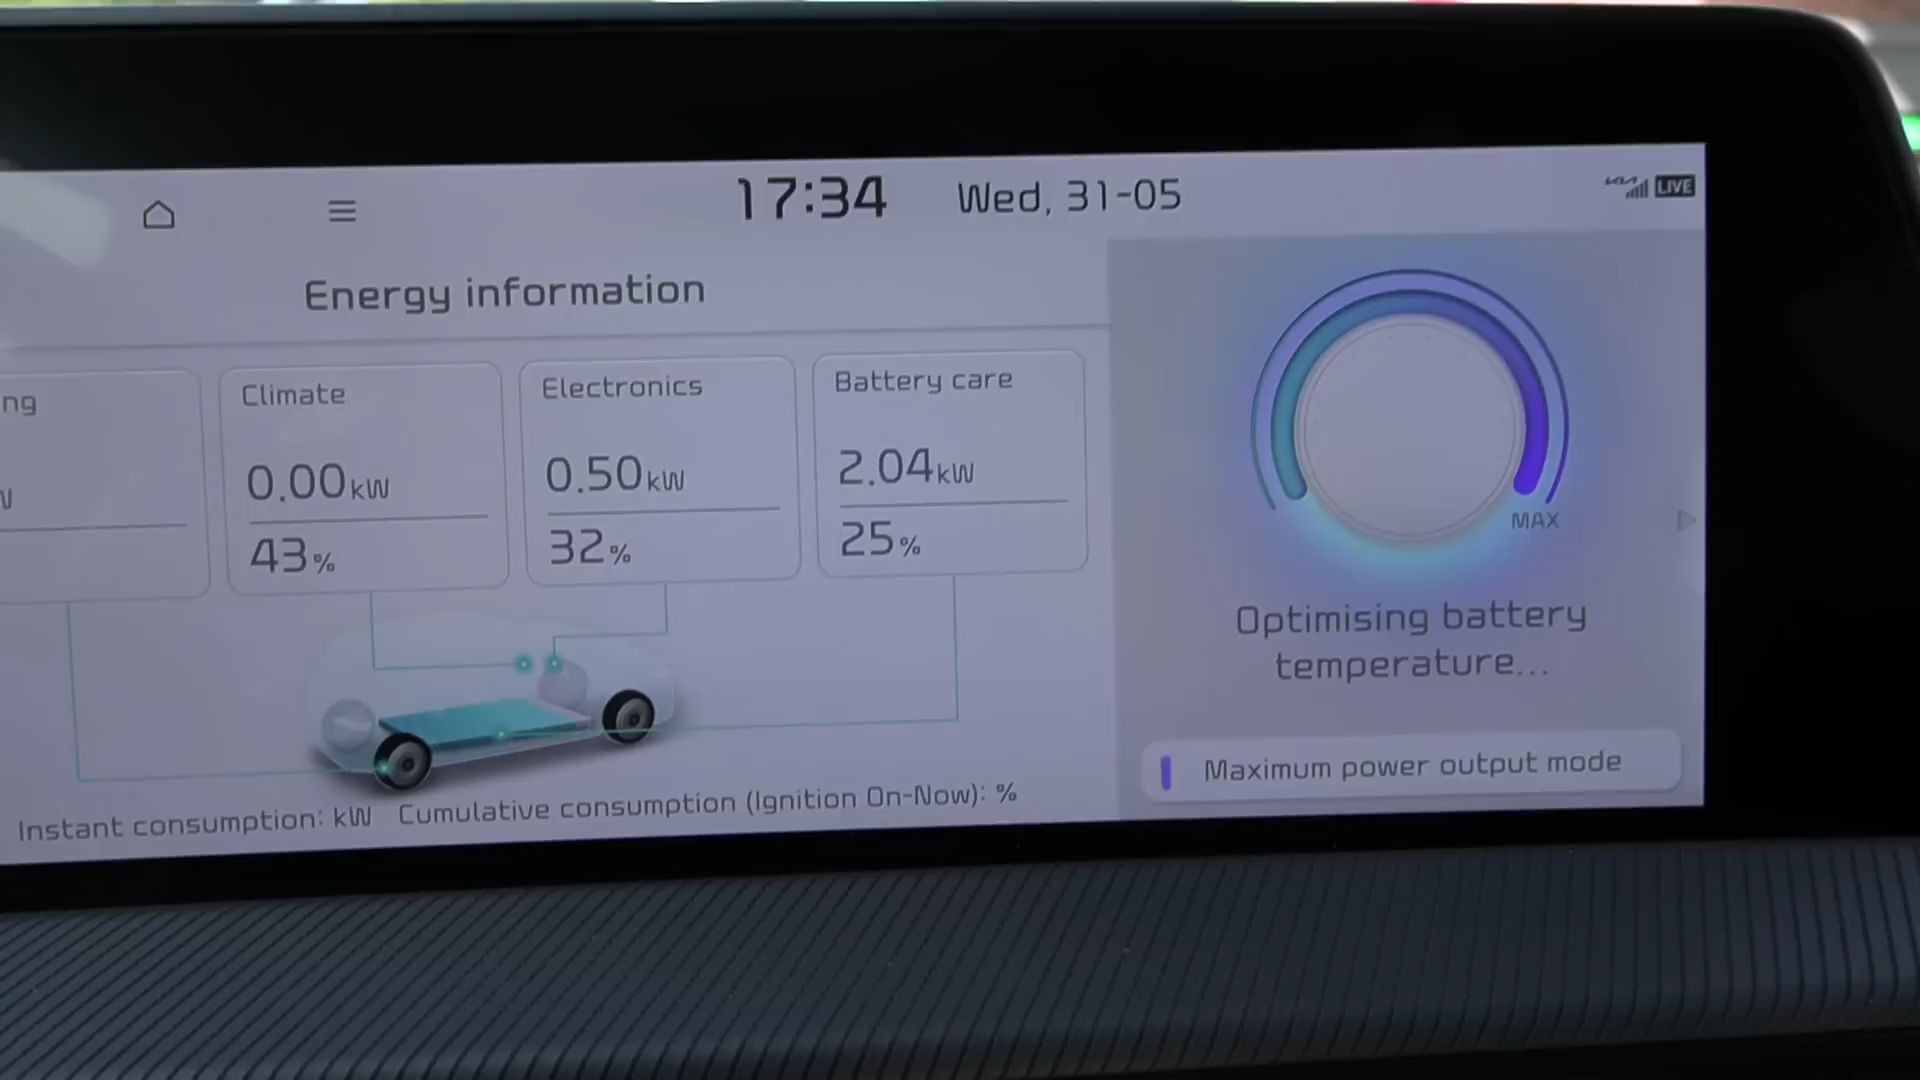 17:34 Wed, 31-05
LIVE
Energy information
ng
Climate
0.00kW
43%
Electronics
0.50kW
32%
Battery care
2.04kW
25%
MAX
Optimising battery
temperature...
Maximum power output mode
Instant consumption: kW Cumulative consumption (Ignition On-Now): %